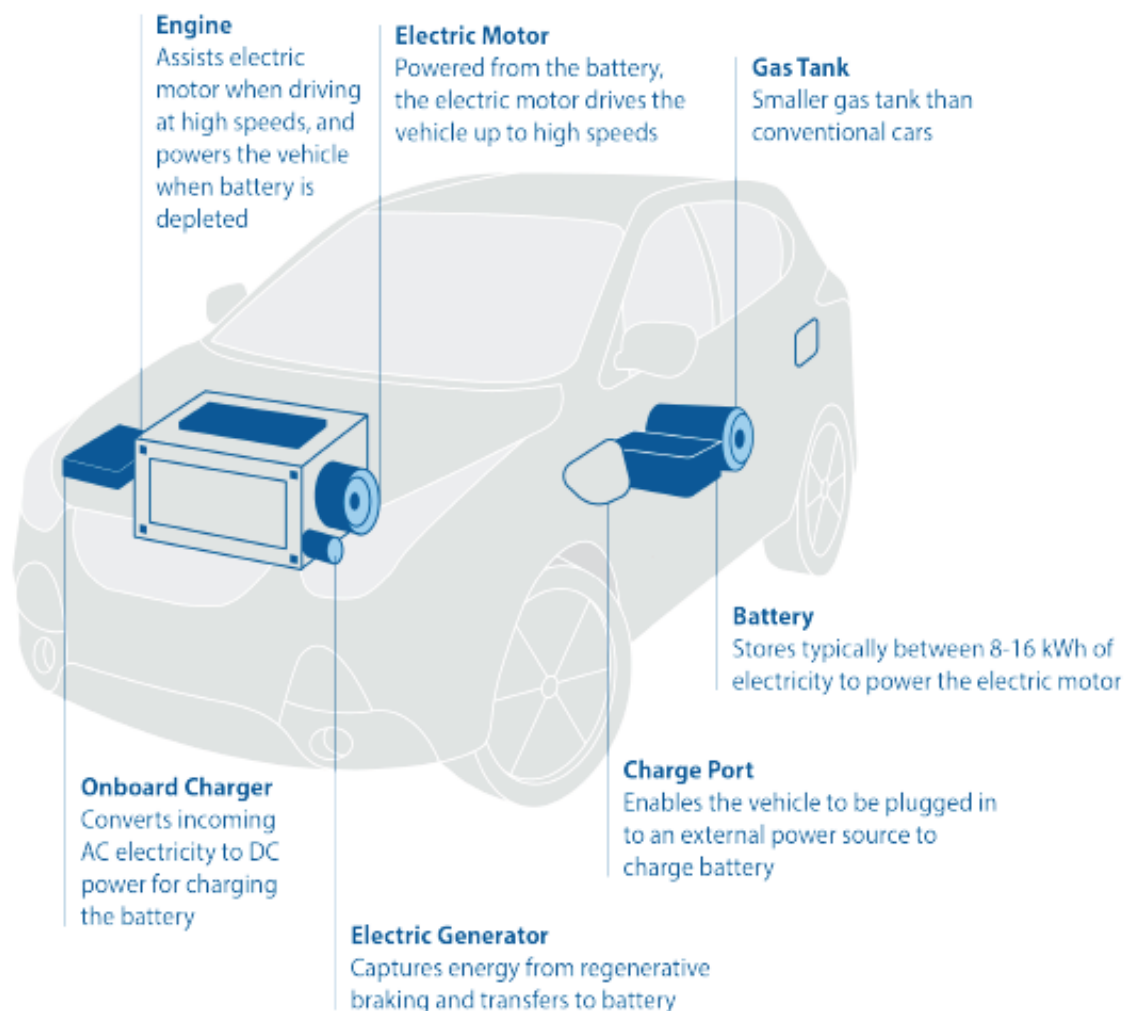 Engine
Assists electric
motor when driving
at high speeds, and
powers the vehicle
when battery is
depleted
Electric Motor
Powered from the battery,
the electric motor drives the
vehicle up to high speeds
Gas Tank
Smaller gas tank than
conventional cars
Battery
Stores typically between 8-16 kWh of
electricity to power the electric motor
Charge Port
Enables the vehicle to be plugged in
to an external power source to
charge battery
Onboard Charger
Converts incoming
AC electricity to DC
power for charging
the battery
Electric Generator
Captures energy from regenerative
braking and transfers to battery